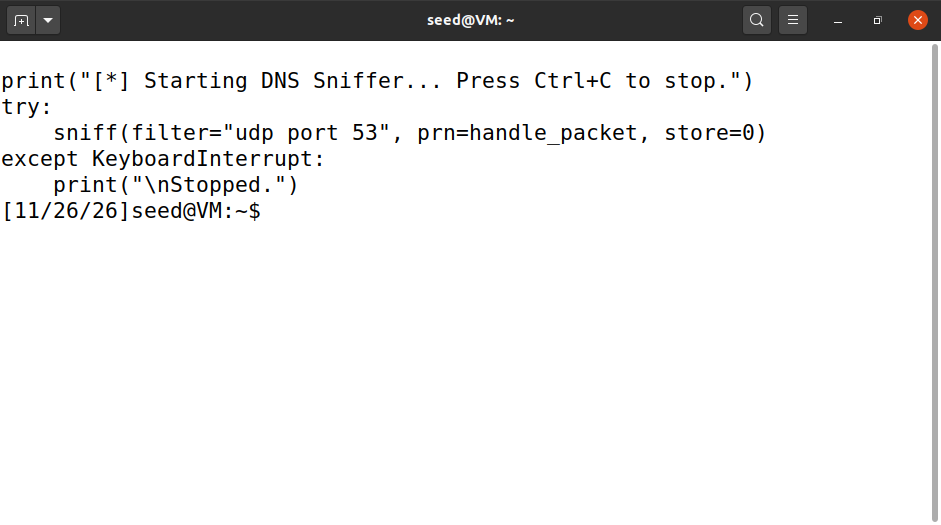 seed@VM: ~
print("[*] Starting DNS Sniffer... Press Ctrl+C to stop.")
try:
    sniff(filter="udp port 53", prn=handle_packet, store=0)
except KeyboardInterrupt:
    print("\nStopped.")
[11/26/26]seed@VM:~$